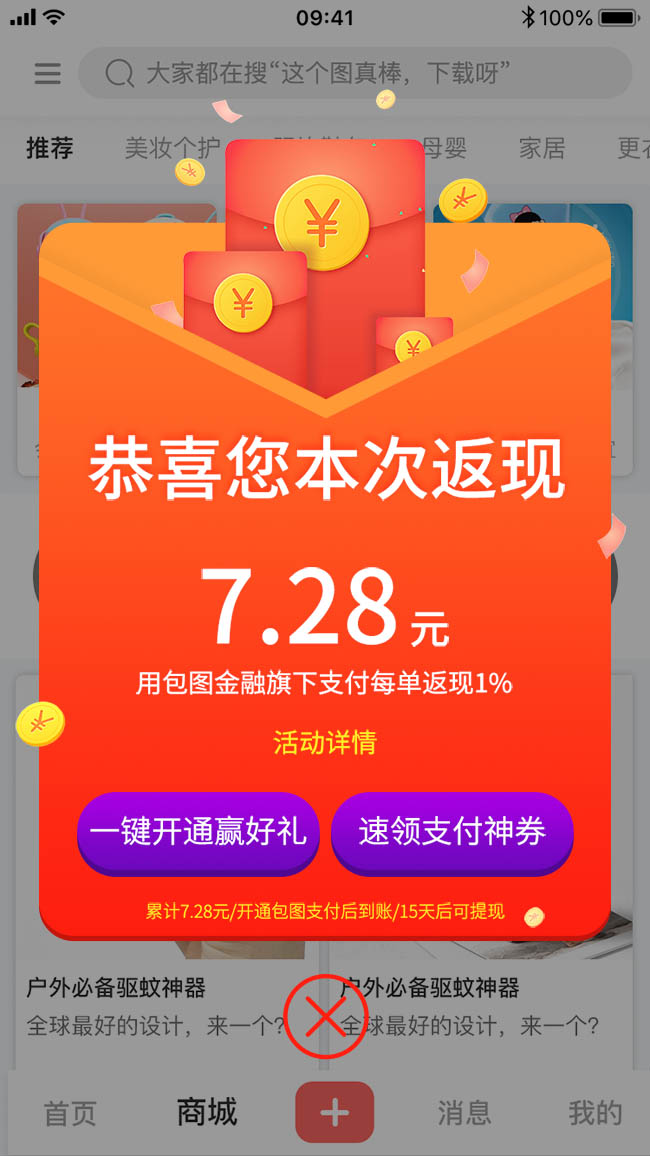 09:41
100%
大家都在搜“这个图真棒，下载呀”
推荐 美妆个护 母婴 家居
恭喜您本次返现
7.28元
用包图金融旗下支付每单返现1%
活动详情
一键开通赢好礼 速领支付神券
累计7.28元/开通包图支付后到账/15天后可提现
户外必备驱蚊神器 户外必备驱蚊神器
全球最好的设计，来一个? 全球最好的设计，来一个?
首页 商城 消息 我的